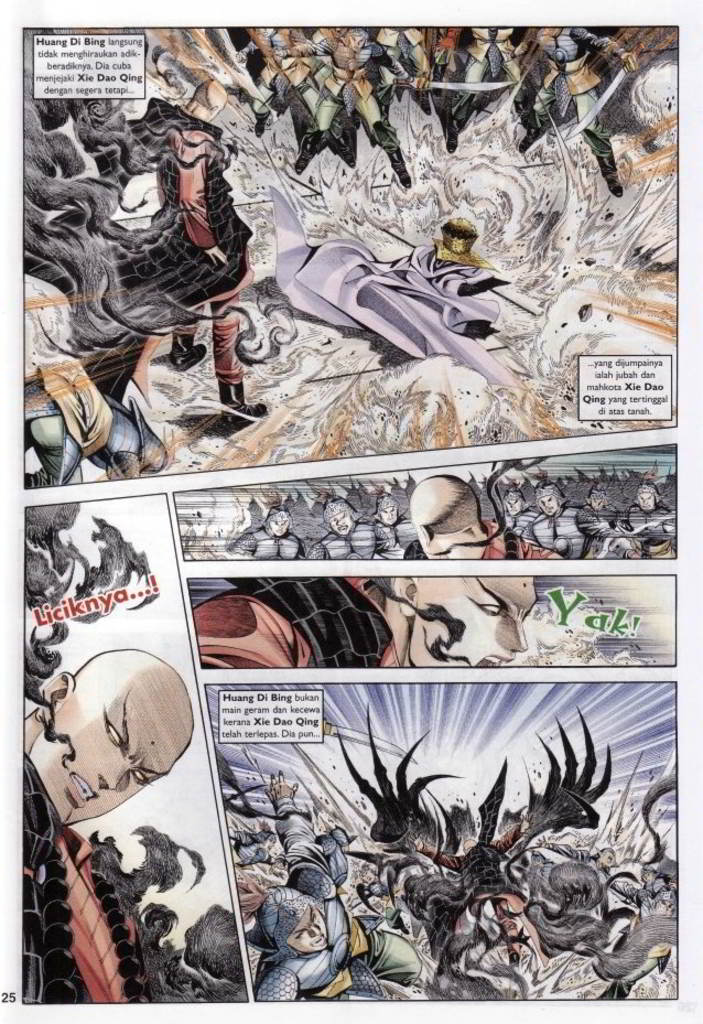 Huang Di Bing langsung
tidak menghiraukan adik-
beradiknya. Dia cuba
menjejaki Xie Dao Qing
dengan segera tetapi...
...yang dijumpainya
ialah jubah dan
mahkota Xie Dao
Qing yang tertinggal
di atas tanah.
Liciknya...!
Yak!
Huang Di Bing bukan
main geram dan kecewa
kerana Xie Dao Qing
telah terlepas. Dia
pun...
25